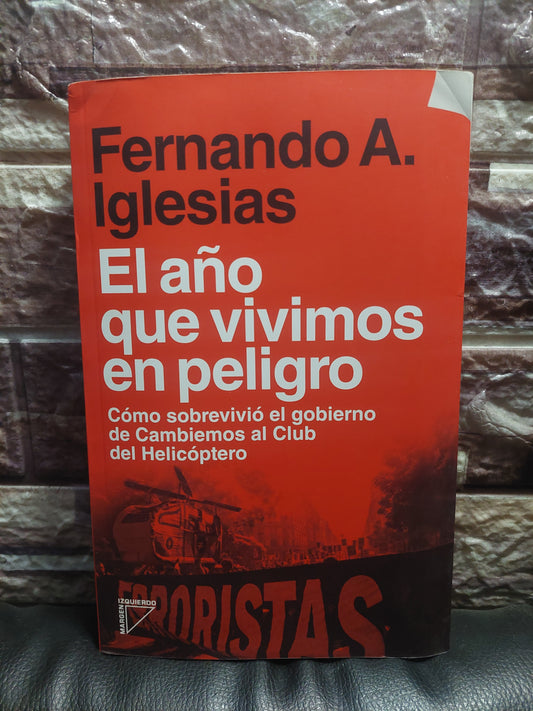 Fernando A.
Iglesias
El año
que vivimos
en peligro
Cómo sobrevivió el gobierno
de Cambiemos al Club
del Helicóptero
MARGEN
IZQUIERDO
ERRORISTAS